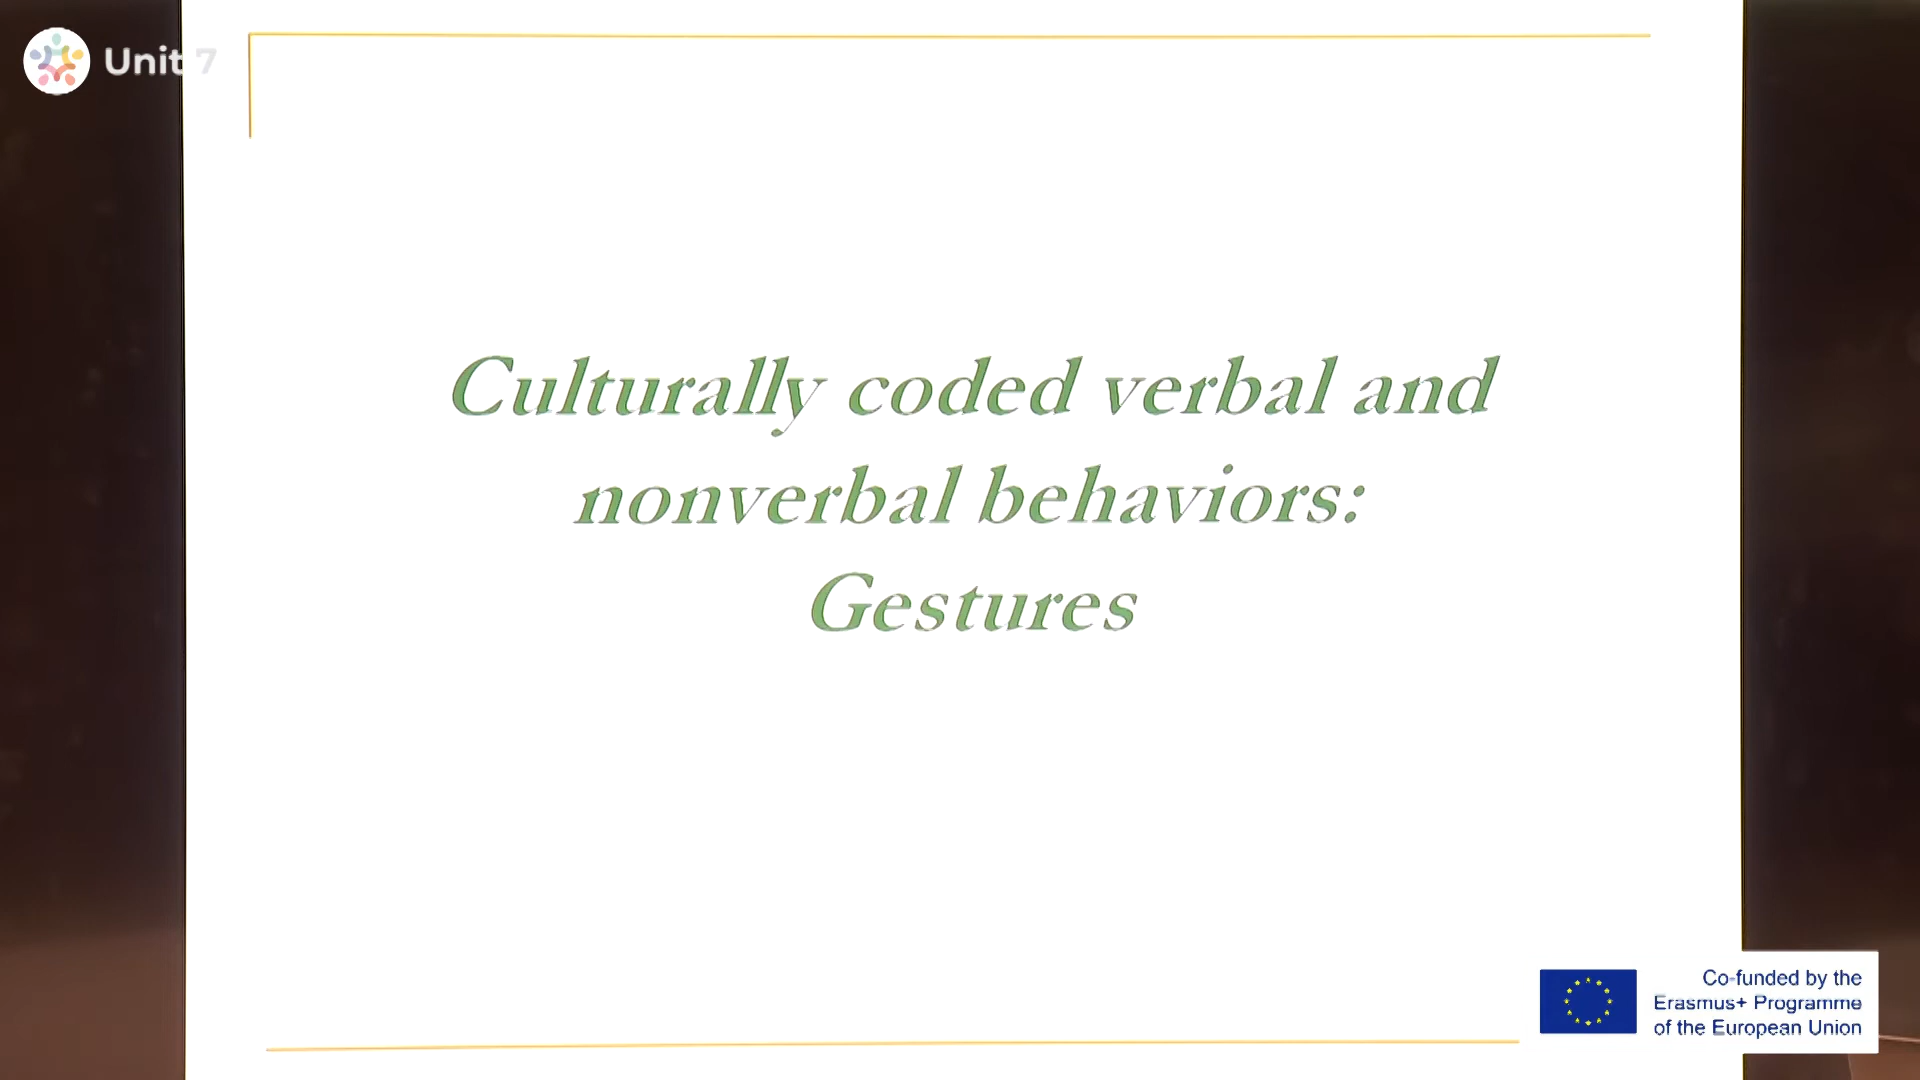 Unit 7
Culturally coded verbal and
nonverbal behaviors:
Gestures
Co-funded by the
Erasmus+ Programme
of the European Union